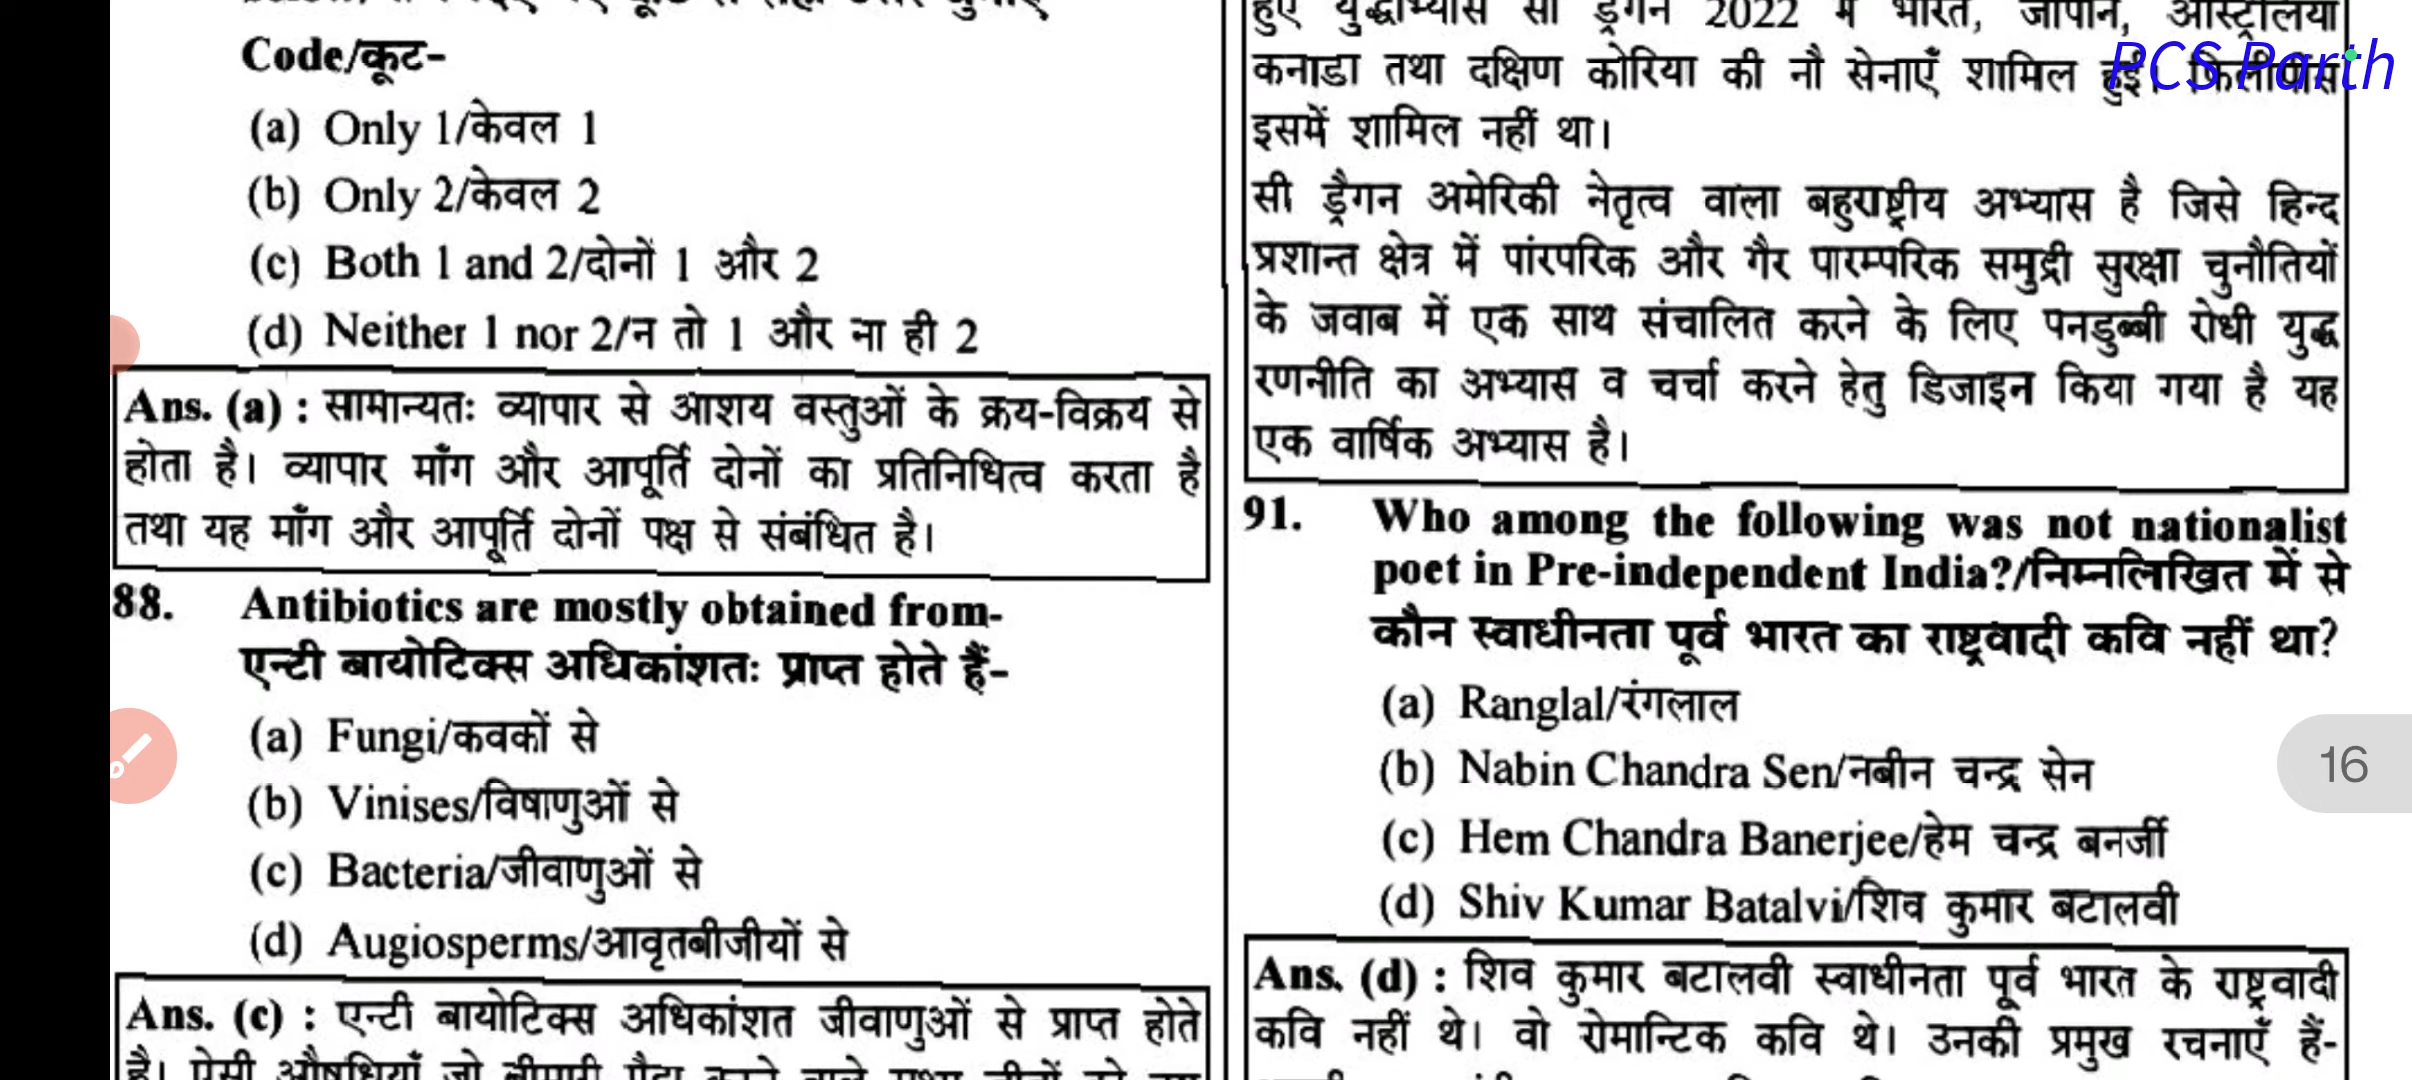 Code/कूट-
(a) Only 1/केवल 1
(b) Only 2/केवल 2
(c) Both 1 and 2/दोनों 1 और 2
(d) Neither 1 nor 2/न तो 1 और ना ही 2
Ans. (a) : सामान्यतः व्यापार से आशय वस्तुओं के क्रय-विक्रय से
होता है। व्यापार माँग और आपूर्ति दोनों का प्रतिनिधित्व करता है
तथा यह माँग और आपूर्ति दोनों पक्ष से संबंधित है।
88. Antibiotics are mostly obtained from-
एन्टी बायोटिक्स अधिकांशतः प्राप्त होते हैं-
(a) Fungi/कवकों से
(b) Vinises/विषाणुओं से
(c) Bacteria/जीवाणुओं से
(d) Augiosperms/आवृतबीजीयों से
Ans. (c) : एन्टी बायोटिक्स अधिकांशत जीवाणुओं से प्राप्त होते
हुए युद्धाभ्यास सी ड्रैगन 2022 में भारत, जापान, आस्ट्रेलिया
कनाडा तथा दक्षिण कोरिया की नौ सेनाएँ शामिल हुई। फिलीपींस
PCS Parth
इसमें शामिल नहीं था।
सी ड्रैगन अमेरिकी नेतृत्व वाला बहुराष्ट्रीय अभ्यास है जिसे हिन्द
प्रशान्त क्षेत्र में पांरपरिक और गैर पारम्परिक समुद्री सुरक्षा चुनौतियों
के जवाब में एक साथ संचालित करने के लिए पनडुब्बी रोधी युद्ध
रणनीति का अभ्यास व चर्चा करने हेतु डिजाइन किया गया है यह
एक वार्षिक अभ्यास है।
91. Who among the following was not nationalist
poet in Pre-independent India?/निम्नलिखित में से
कौन स्वाधीनता पूर्व भारत का राष्ट्रवादी कवि नहीं था?
(a) Ranglal/रंगलाल
(b) Nabin Chandra Sen/नबीन चन्द्र सेन
(c) Hem Chandra Banerjee/हेम चन्द्र बनर्जी
(d) Shiv Kumar Batalvi/शिव कुमार बटालवी
Ans. (d) : शिव कुमार बटालवी स्वाधीनता पूर्व भारत के राष्ट्रवादी
कवि नहीं थे। वो रोमान्टिक कवि थे। उनकी प्रमुख रचनाएँ हैं-
16